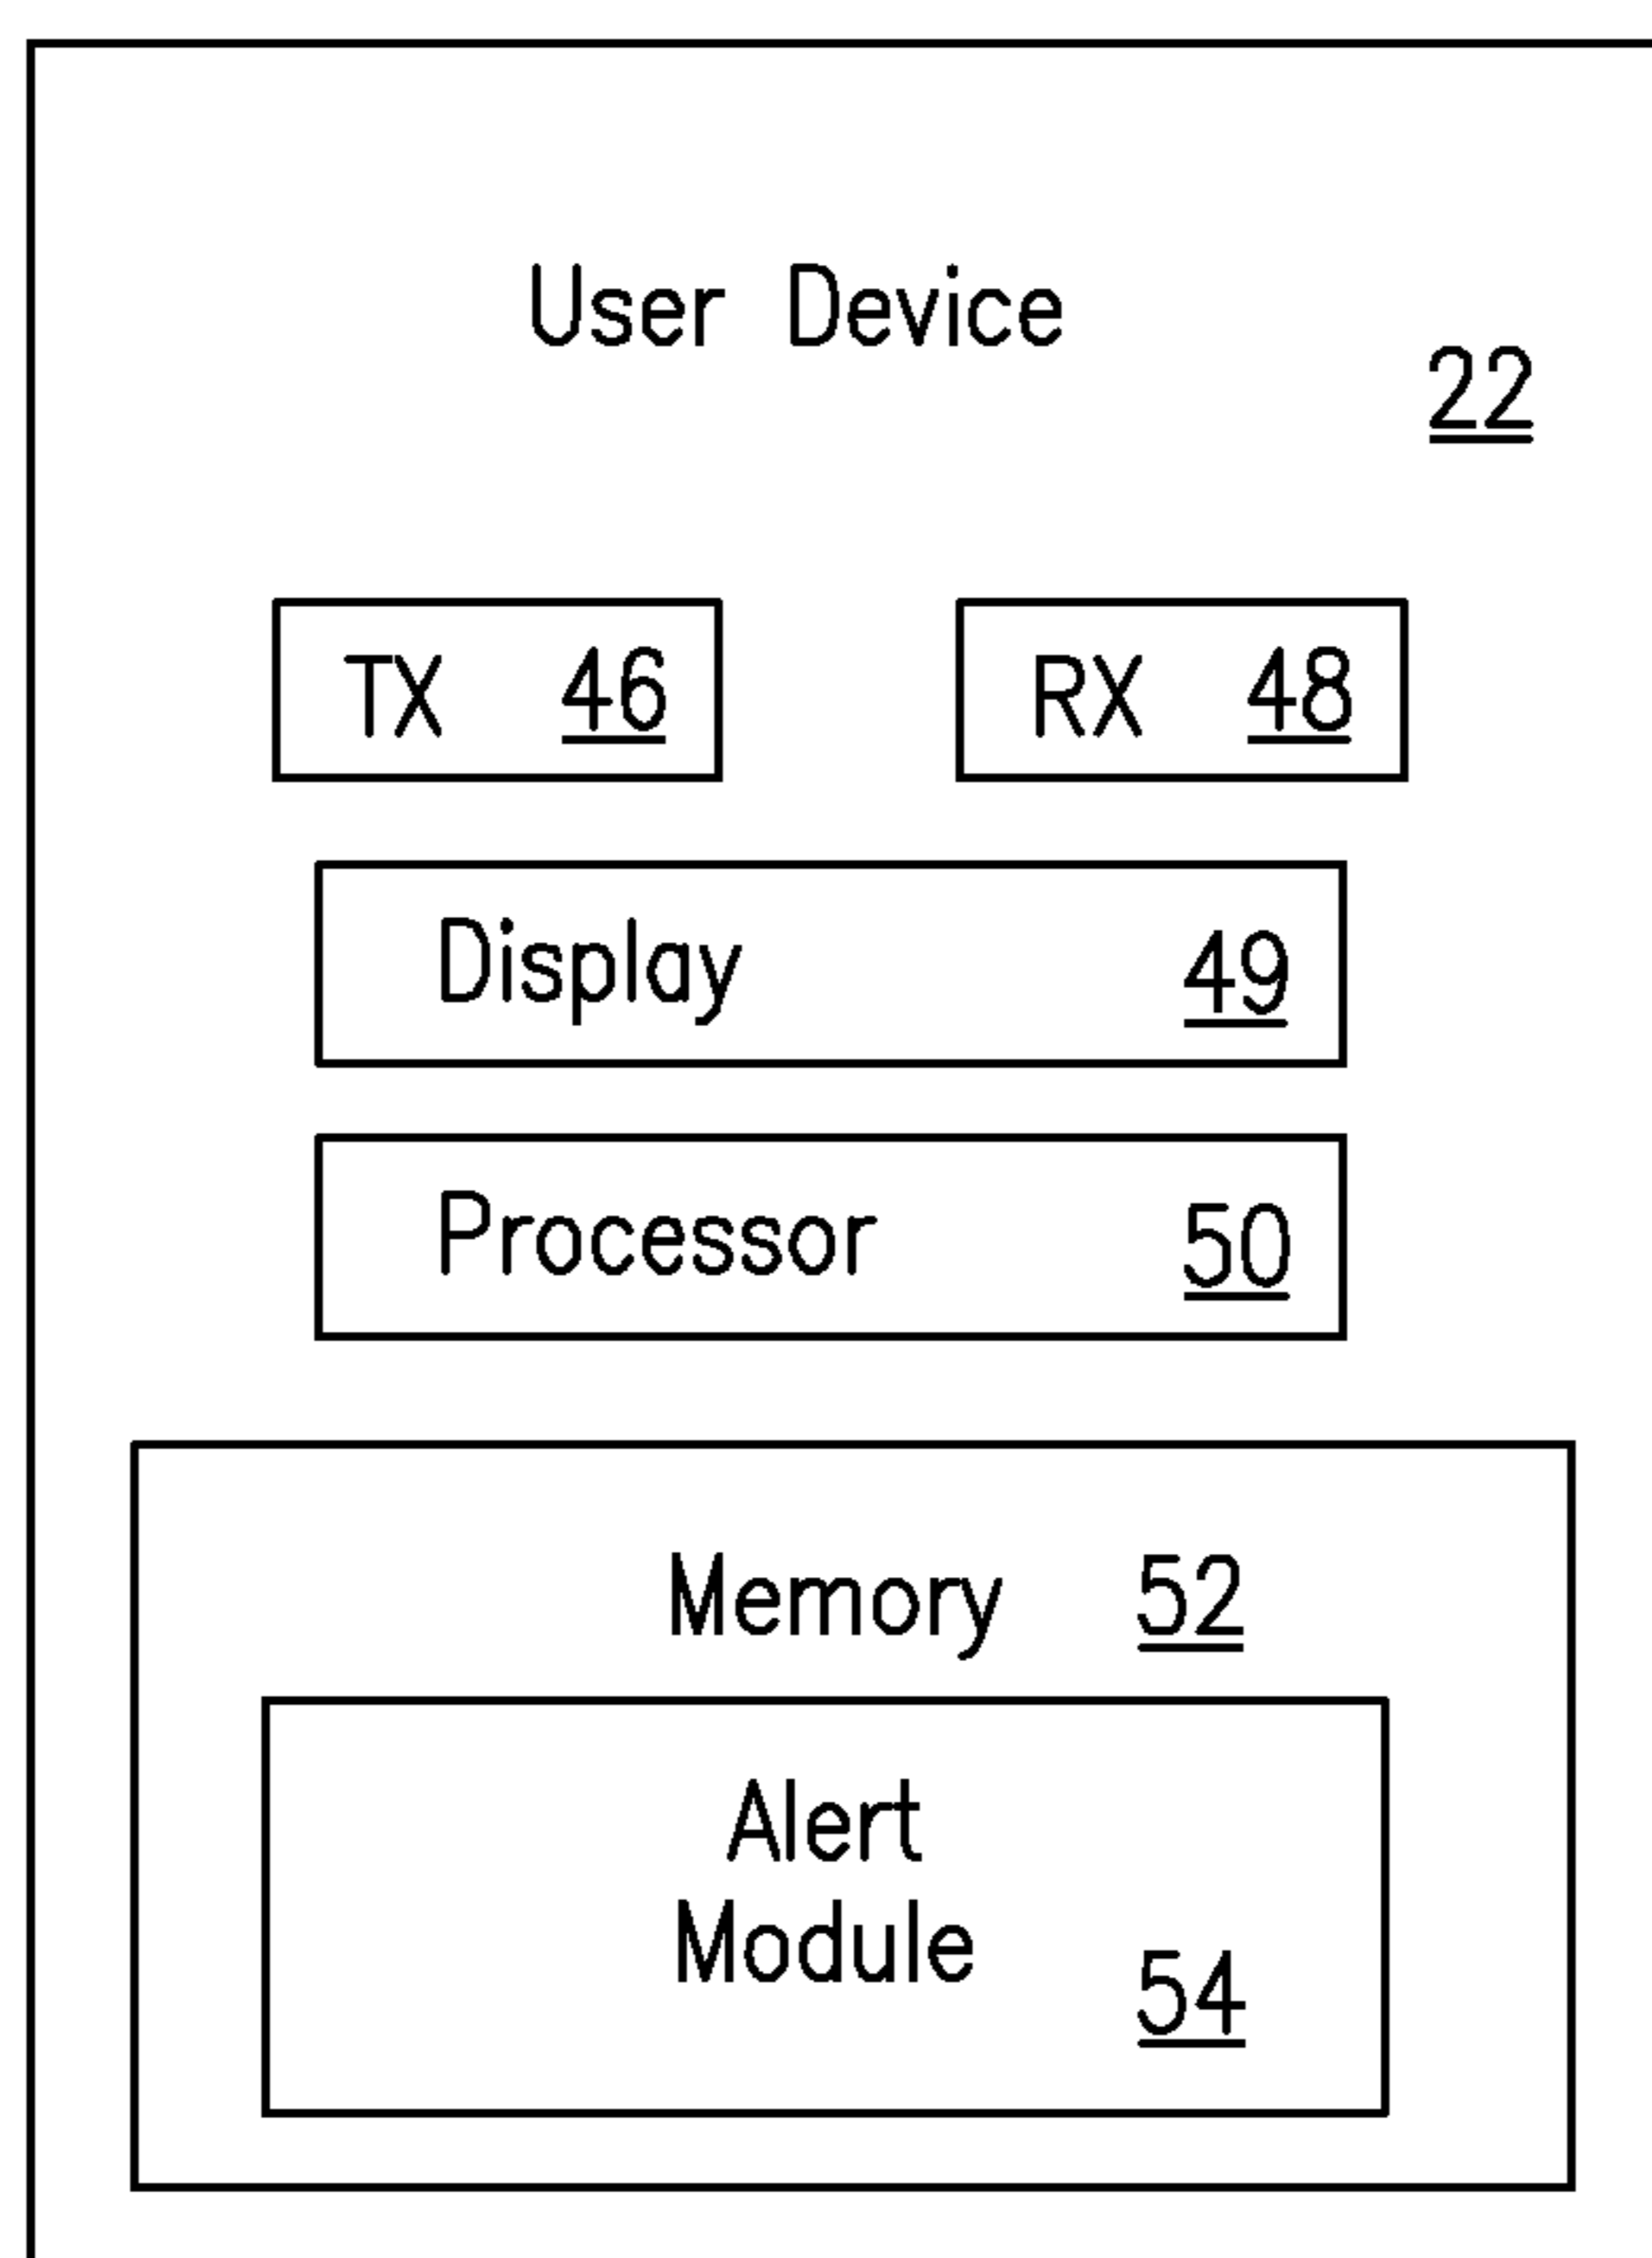 User Device
22
TX 46
RX 48
Display 49
Processor 50
Memory 52
Alert
Module
54